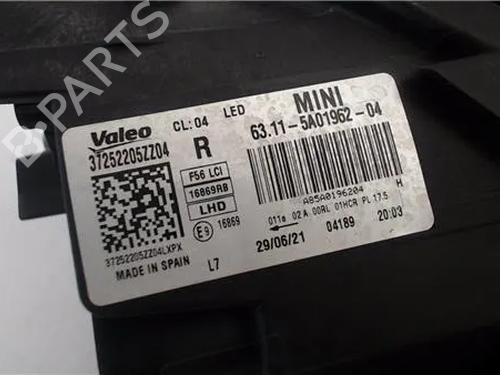 Valeo CL:04 LED MINI
37252205ZZ04 R 63.11-5A01962-04
F56 LCI
16869RB
LHD
A85A0196204 H
E9 16869
011a 02A 00RL 01HCR PL 17.5
37252205ZZ04LXPX
MADE IN SPAIN L7 29/06/21 04189 20:03
B-PARTS